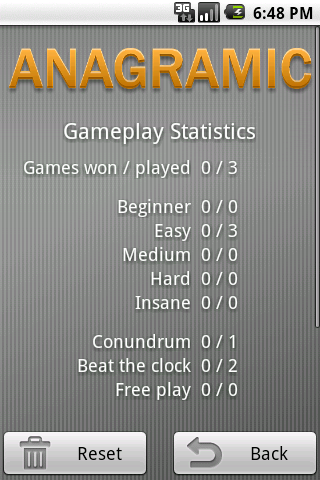 3G 6:48 PM
ANAGRAMIC
Gameplay Statistics
Games won / played 0 / 3
Beginner 0 / 0
Easy 0 / 3
Medium 0 / 0
Hard 0 / 0
Insane 0 / 0
Conundrum 0 / 1
Beat the clock 0 / 2
Free play 0 / 0
Reset Back